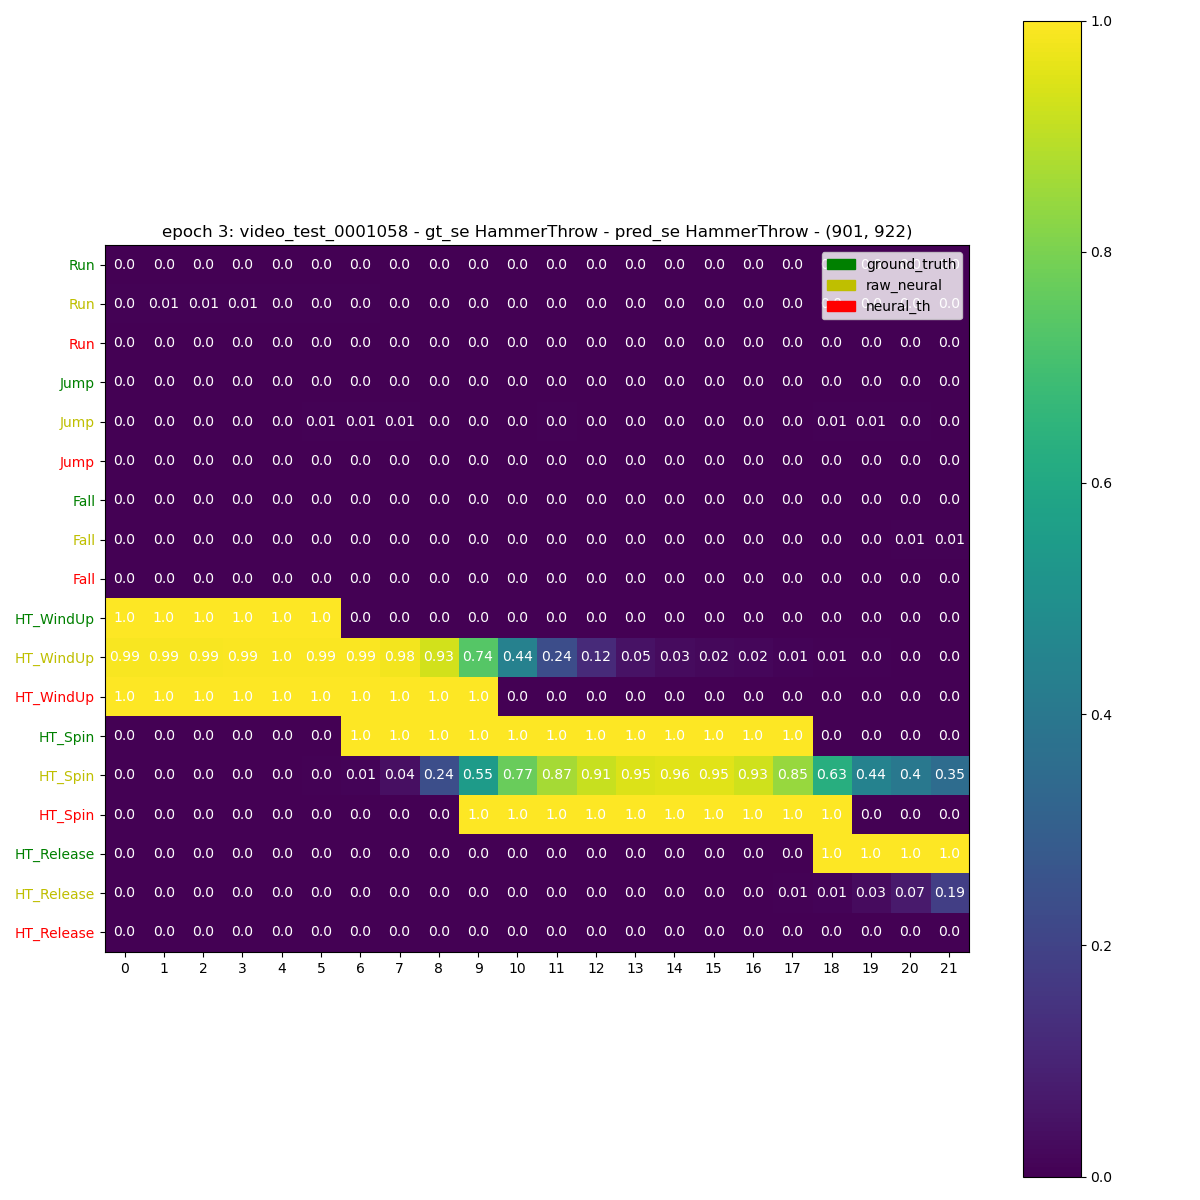 epoch 3: video_test_0001058 - gt_se HammerThrow - pred_se HammerThrow - (901, 922)
Run 0.0 0.0 0.0 0.0 0.0 0.0 0.0 0.0 0.0 0.0 0.0 0.0 0.0 0.0 0.0 0.0 0.0 0.0
ground_truth
Run 0.0 0.01 0.01 0.01 0.0 0.0 0.0 0.0 0.0 0.0 0.0 0.0 0.0 0.0 0.0 0.0 0.0 0.0 0.0 0.0 0.0 0.0
raw_neural
neural_th
Run 0.0 0.0 0.0 0.0 0.0 0.0 0.0 0.0 0.0 0.0 0.0 0.0 0.0 0.0 0.0 0.0 0.0 0.0 0.0 0.0 0.0 0.0
Jump 0.0 0.0 0.0 0.0 0.0 0.0 0.0 0.0 0.0 0.0 0.0 0.0 0.0 0.0 0.0 0.0 0.0 0.0 0.0 0.0 0.0 0.0
Jump 0.0 0.0 0.0 0.0 0.0 0.01 0.01 0.01 0.0 0.0 0.0 0.0 0.0 0.0 0.0 0.0 0.0 0.0 0.01 0.01 0.0 0.0
Jump 0.0 0.0 0.0 0.0 0.0 0.0 0.0 0.0 0.0 0.0 0.0 0.0 0.0 0.0 0.0 0.0 0.0 0.0 0.0 0.0 0.0 0.0
Fall 0.0 0.0 0.0 0.0 0.0 0.0 0.0 0.0 0.0 0.0 0.0 0.0 0.0 0.0 0.0 0.0 0.0 0.0 0.0 0.0 0.0 0.0
Fall 0.0 0.0 0.0 0.0 0.0 0.0 0.0 0.0 0.0 0.0 0.0 0.0 0.0 0.0 0.0 0.0 0.0 0.0 0.0 0.0 0.01 0.01
Fall 0.0 0.0 0.0 0.0 0.0 0.0 0.0 0.0 0.0 0.0 0.0 0.0 0.0 0.0 0.0 0.0 0.0 0.0 0.0 0.0 0.0 0.0
HT_WindUp 1.0 1.0 1.0 1.0 1.0 1.0 0.0 0.0 0.0 0.0 0.0 0.0 0.0 0.0 0.0 0.0 0.0 0.0 0.0 0.0 0.0 0.0
HT_WindUp 0.99 0.99 0.99 0.99 1.0 0.99 0.99 0.98 0.93 0.74 0.44 0.24 0.12 0.05 0.03 0.02 0.02 0.01 0.01 0.0 0.0 0.0
HT_WindUp 1.0 1.0 1.0 1.0 1.0 1.0 1.0 1.0 1.0 1.0 0.0 0.0 0.0 0.0 0.0 0.0 0.0 0.0 0.0 0.0 0.0 0.0
HT_Spin 0.0 0.0 0.0 0.0 0.0 0.0 1.0 1.0 1.0 1.0 1.0 1.0 1.0 1.0 1.0 1.0 1.0 1.0 0.0 0.0 0.0 0.0
HT_Spin 0.0 0.0 0.0 0.0 0.0 0.0 0.01 0.04 0.24 0.55 0.77 0.87 0.91 0.95 0.96 0.95 0.93 0.85 0.63 0.44 0.4 0.35
HT_Spin 0.0 0.0 0.0 0.0 0.0 0.0 0.0 0.0 0.0 1.0 1.0 1.0 1.0 1.0 1.0 1.0 1.0 1.0 1.0 0.0 0.0 0.0
HT_Release 0.0 0.0 0.0 0.0 0.0 0.0 0.0 0.0 0.0 0.0 0.0 0.0 0.0 0.0 0.0 0.0 0.0 0.0 1.0 1.0 1.0 1.0
HT_Release 0.0 0.0 0.0 0.0 0.0 0.0 0.0 0.0 0.0 0.0 0.0 0.0 0.0 0.0 0.0 0.0 0.0 0.01 0.01 0.03 0.07 0.19
HT_Release 0.0 0.0 0.0 0.0 0.0 0.0 0.0 0.0 0.0 0.0 0.0 0.0 0.0 0.0 0.0 0.0 0.0 0.0 0.0 0.0 0.0 0.0
0 1 2 3 4 5 6 7 8 9 10 11 12 13 14 15 16 17 18 19 20 21
1.0
0.8
0.6
0.4
0.2
0.0